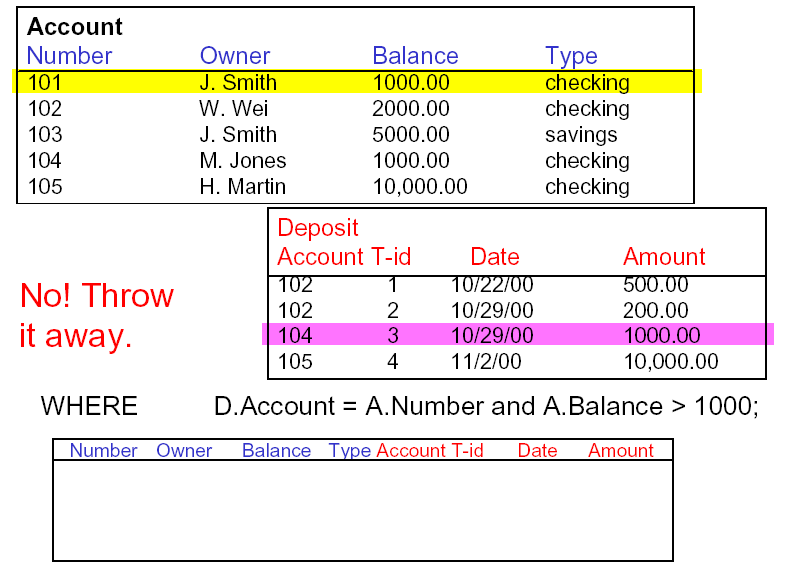 Account
Number Owner Balance Type
101 J. Smith 1000.00 checking
102 W. Wei 2000.00 checking
103 J. Smith 5000.00 savings
104 M. Jones 1000.00 checking
105 H. Martin 10,000.00 checking
Deposit
Account T-id Date Amount
102 1 10/22/00 500.00
102 2 10/29/00 200.00
104 3 10/29/00 1000.00
105 4 11/2/00 10,000.00
No! Throw
it away.
WHERE D.Account = A.Number and A.Balance > 1000;
Number Owner Balance Type Account T-id Date Amount